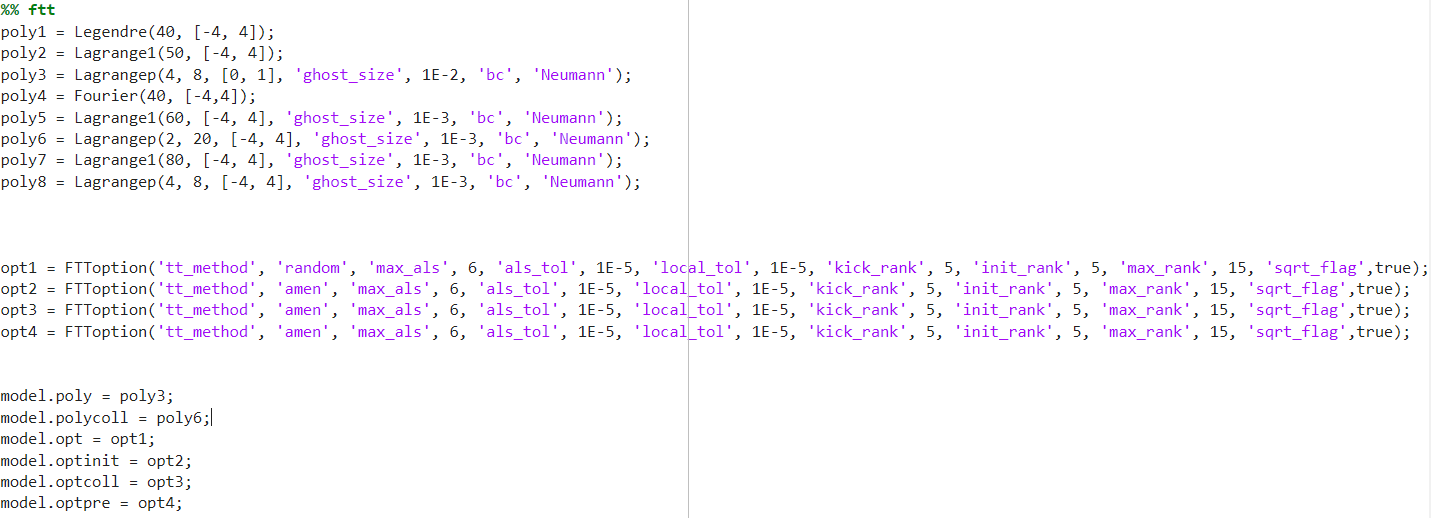 %% ftt
poly1 = Legendre(40, [-4, 4]);
poly2 = Lagrange1(50, [-4, 4]);
poly3 = Lagrangep(4, 8, [0, 1], 'ghost_size', 1E-2, 'bc', 'Neumann');
poly4 = Fourier(40, [-4,4]);
poly5 = Lagrange1(60, [-4, 4], 'ghost_size', 1E-3, 'bc', 'Neumann');
poly6 = Lagrangep(2, 20, [-4, 4], 'ghost_size', 1E-3, 'bc', 'Neumann');
poly7 = Lagrange1(80, [-4, 4], 'ghost_size', 1E-3, 'bc', 'Neumann');
poly8 = Lagrangep(4, 8, [-4, 4], 'ghost_size', 1E-3, 'bc', 'Neumann');
opt1 = FTToption('tt_method', 'random', 'max_als', 6, 'als_tol', 1E-5, 'local_tol', 1E-5, 'kick_rank', 5, 'init_rank', 5, 'max_rank', 15, 'sqrt_flag',true);
opt2 = FTToption('tt_method', 'amen', 'max_als', 6, 'als_tol', 1E-5, 'local_tol', 1E-5, 'kick_rank', 5, 'init_rank', 5, 'max_rank', 15, 'sqrt_flag',true);
opt3 = FTToption('tt_method', 'amen', 'max_als', 6, 'als_tol', 1E-5, 'local_tol', 1E-5, 'kick_rank', 5, 'init_rank', 5, 'max_rank', 15, 'sqrt_flag',true);
opt4 = FTToption('tt_method', 'amen', 'max_als', 6, 'als_tol', 1E-5, 'local_tol', 1E-5, 'kick_rank', 5, 'init_rank', 5, 'max_rank', 15, 'sqrt_flag',true);
model.poly = poly3;
model.polycoll = poly6;
model.opt = opt1;
model.optinit = opt2;
model.optcoll = opt3;
model.optpre = opt4;